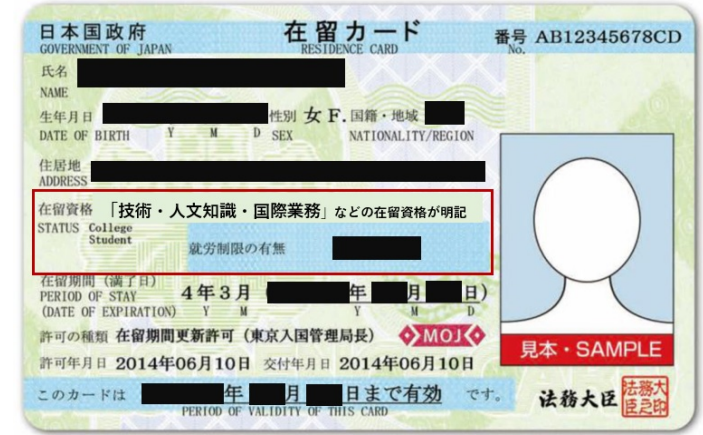 日本国政府 在留カード 番号 AB12345678CD
GOVERNMENT OF JAPAN RESIDENCE CARD No.
氏名
NAME
生年月日 性別 女 F. 国籍・地域
DATE OF BIRTH Y M D SEX NATIONALITY/REGION
住居地
ADDRESS
在留資格 「技術・人文知識・国際業務」などの在留資格が明記
STATUS College
Student
就労制限の有無
在留期間(満了日)
PERIOD OF STAY 4年3月( 年 月 日)
(DATE OF EXPIRATION) Y M Y M D
許可の種類 在留期間更新許可(東京入国管理局長) MOJ
見本・SAMPLE
許可年月日 2014年06月10日 交付年月日 2014年06月10日
このカードは 年 月 日まで有効 です。
PERIOD OF VALIDITY OF THIS CARD
法務大臣 法務大臣之印